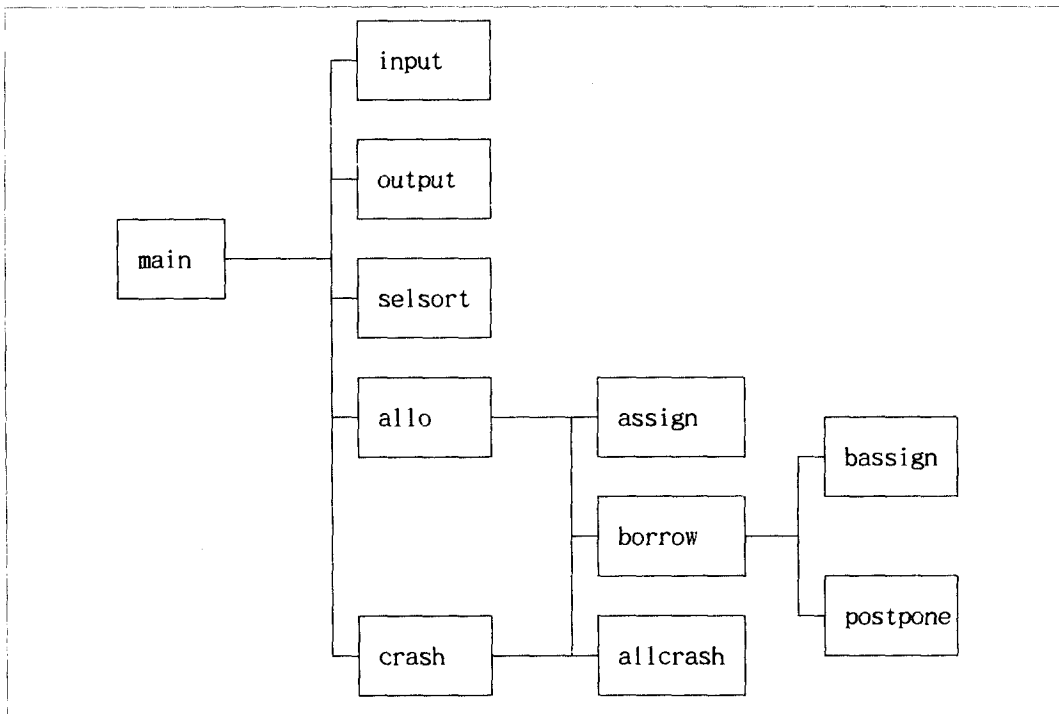 input
output
main
selsort
allo
assign
bassign
borrow
postpone
crash
allcrash